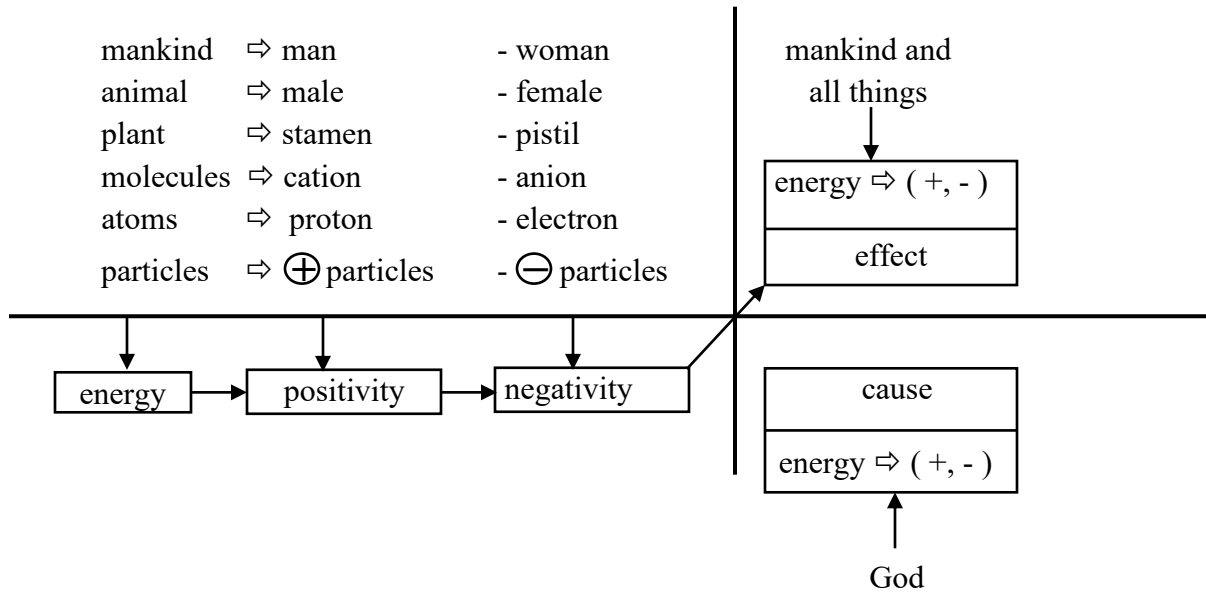 mankind ⇨ man - woman
animal ⇨ male - female
plant ⇨ stamen - pistil
molecules ⇨ cation - anion
atoms ⇨ proton - electron
particles ⇨ ⊕ particles - ⊖ particles
energy
positivity
negativity
mankind and
all things
energy ⇨ ( +, - )
effect
cause
energy ⇨ ( +, - )
God